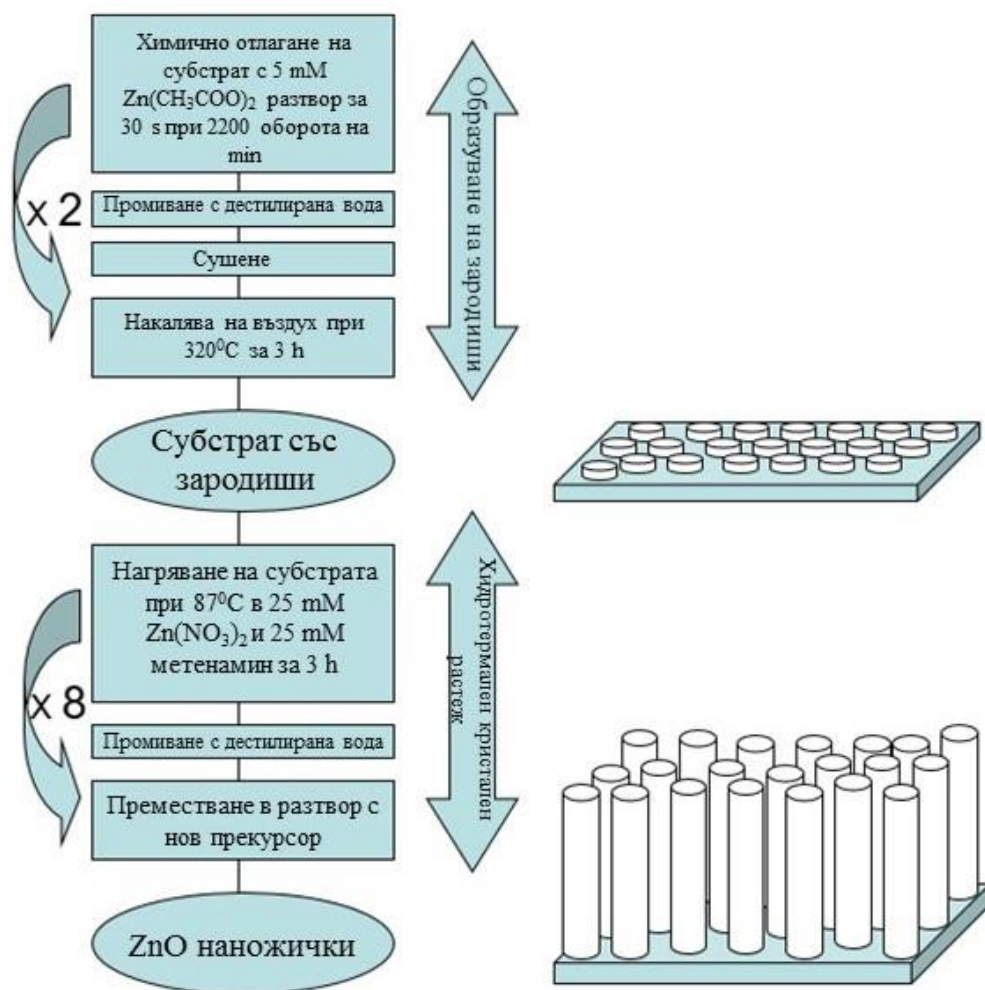 Химично отлагане на
субстрат с 5 mM
Zn(CH₃COO)₂ разтвор за
30 s при 2200 оборота на
min
x 2
Промиване с дестилирана вода
Сушене
Накалява на въздух при
320⁰C за 3 h
Образуване на зародиши
Субстрат със
зародиши
Нагряване на субстрата
при 87⁰C в 25 mM
Zn(NO₃)₂ и 25 mM
метенамин за 3 h
x 8
Промиване с дестилирана вода
Преместване в разтвор с
нов прекурсор
Хидротермален кристален
растеж
ZnO наножички